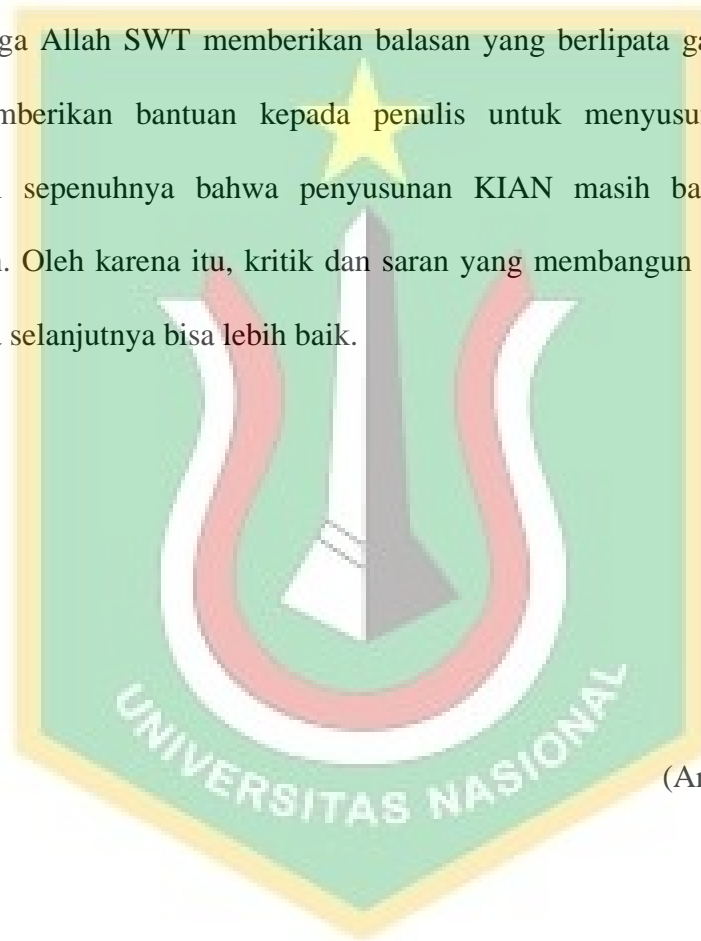 ga Allah SWT memberikan balasan yang berlipata ga
mberikan bantuan kepada penulis untuk menyusu
sepenuhnya bahwa penyusunan KIAN masih ba
. Oleh karena itu, kritik dan saran yang membangun
selanjutnya bisa lebih baik.
UNIVERSITAS NASIONAL
(Ar